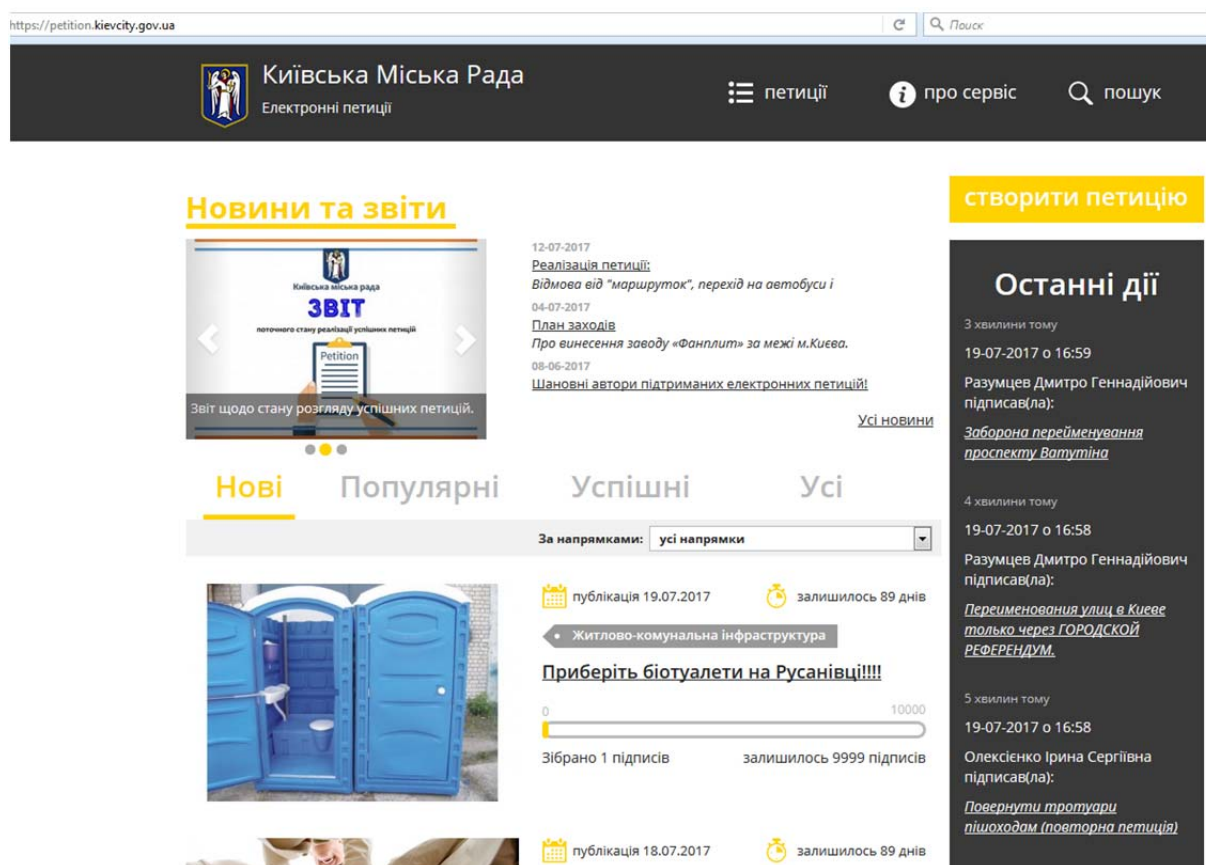 https://petition.kievcity.gov.ua
Поиск
Київська Міська Рада
Електронні петиції
петиції
про сервіс
пошук
Новини та звіти
створити петицію
Київська міська рада
ЗВІТ
поточного стану реалізації успішних петицій
Petition
Звіт щодо стану розгляду успішних петицій.
12-07-2017
Реалізація петиції:
Відмова від "маршруток", перехід на автобуси і
04-07-2017
План заходів
Про винесення заводу «Фанплит» за межі м.Києва.
08-06-2017
Шановні автори підтриманих електронних петицій!
Усі новини
Останні дії
3 хвилини тому
19-07-2017 о 16:59
Разумцев Дмитро Геннадійович
підписав(ла):
Заборона перейменування
проспекту Ватутіна
4 хвилини тому
19-07-2017 о 16:58
Разумцев Дмитро Геннадійович
підписав(ла):
Переименования улиц в Киеве
только через ГОРОДСКОЙ
РЕФЕРЕНДУМ.
5 хвилин тому
19-07-2017 о 16:58
Олексієнко Ірина Сергіївна
підписав(ла):
Повернути тротуари
пішоходам (повторна петиція)
Нові
Популярні
Успішні
Усі
За напрямками: усі напрямки
публікація 19.07.2017
залишилось 89 днів
Житлово-комунальна інфраструктура
Приберіть біотуалети на Русанівці!!!!
0
10000
Зібрано 1 підписів
залишилось 9999 підписів
публікація 18.07.2017
залишилось 89 днів